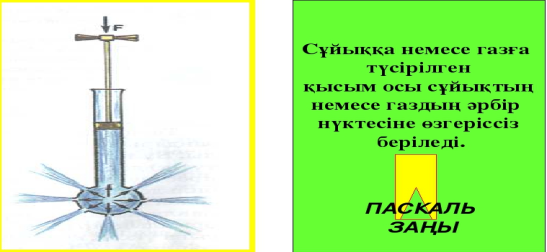 F
f
Сұйыққа немесе газға
түсірілген
қысым осы сұйықтың
немесе газдың әрбір
нүктесіне өзгеріссіз
беріледі.
ПАСКАЛЬ
ЗАҢЫ